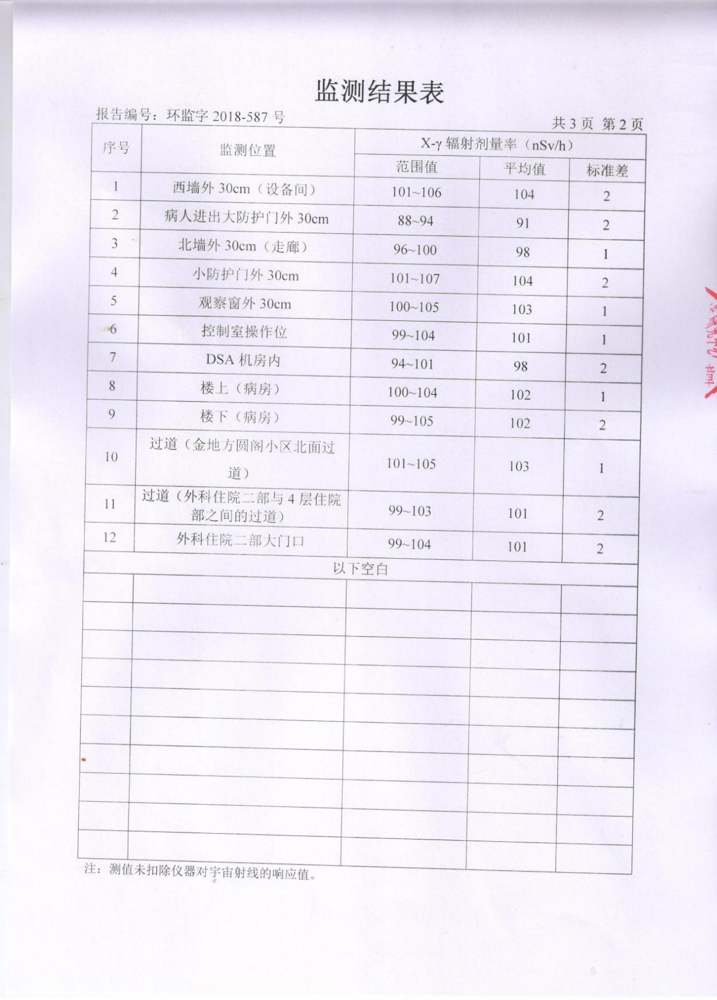 监测结果表
报告编号：环监字 2018-587 号
共 3 页 第 2 页
序号 监测位置 X-γ 辐射剂量率（nSv/h）
范围值 平均值 标准差
1 西墙外 30cm（设备间） 101~106 104 2
2 病人进出大防护门外 30cm 88~94 91 2
3 北墙外 30cm（走廊） 96~100 98 1
4 小防护门外 30cm 101~107 104 2
5 观察窗外 30cm 100~105 103 1
6 控制室操作位 99~104 101 1
7 DSA 机房内 94~101 98 2
8 楼上（病房） 100~104 102 1
9 楼下（病房） 99~105 102 2
10 过道（金地方圆阁小区北面过
道） 101~105 103 1
11 过道（外科住院二部与 4 层住院
部之间的过道） 99~103 101 2
12 外科住院二部大门口 99~104 101 2
以下空白
注：测值未扣除仪器对宇宙射线的响应值。